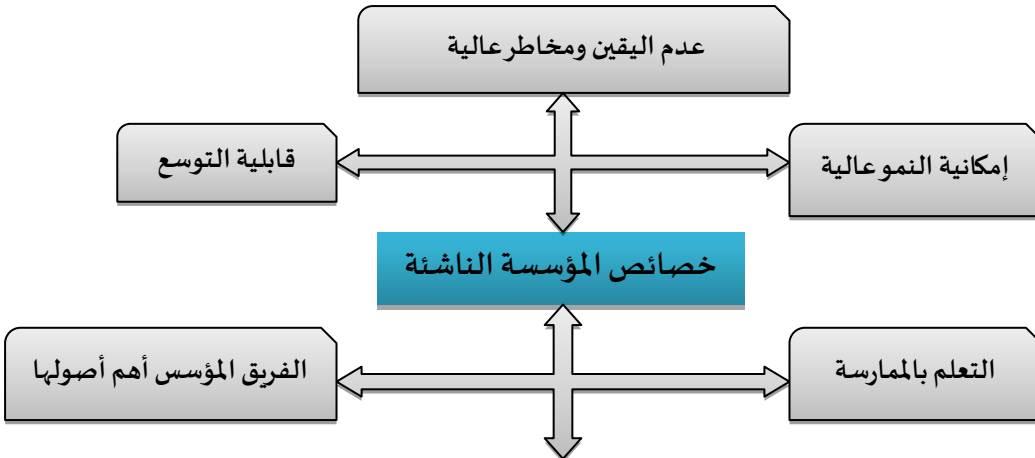 عدم اليقين ومخاطر عالية
إمكانية النمو عالية
قابلية التوسع
خصائص المؤسسة الناشئة
التعلم بالممارسة
الفريق المؤسس أهم أصولها